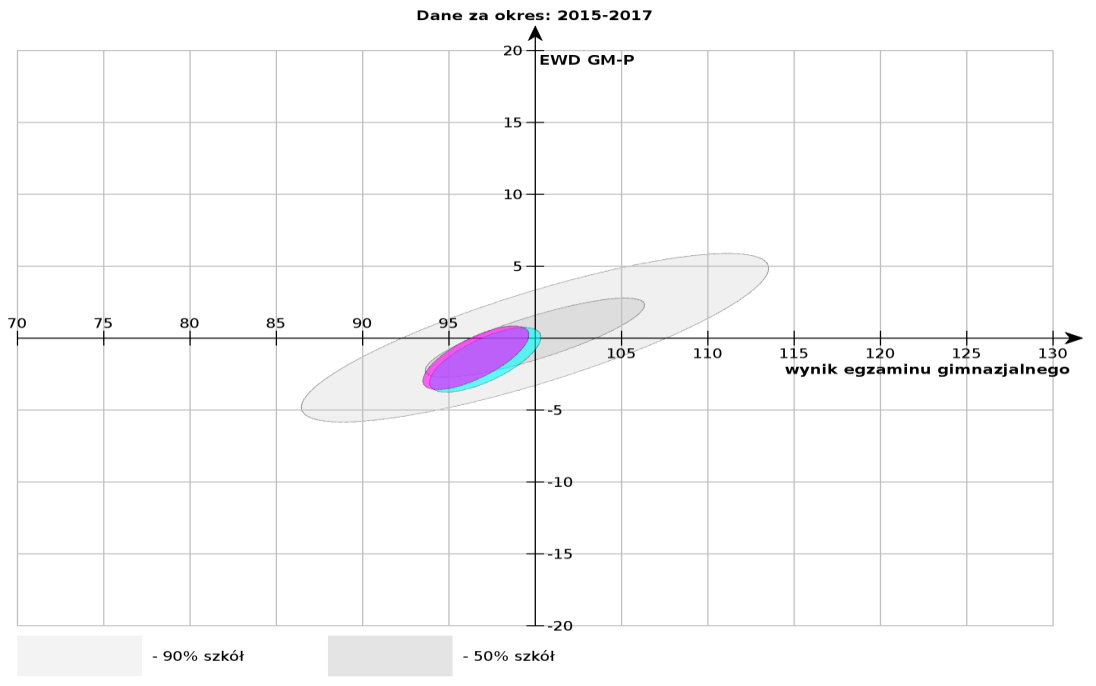 Dane za okres: 2015-2017
20
EWD GM-P
15
10
5
70 75 80 85 90 95
105 110 115 120 125 130
wynik egzaminu gimnazjalnego
-5
-10
-15
-20
- 90% szkół - 50% szkół